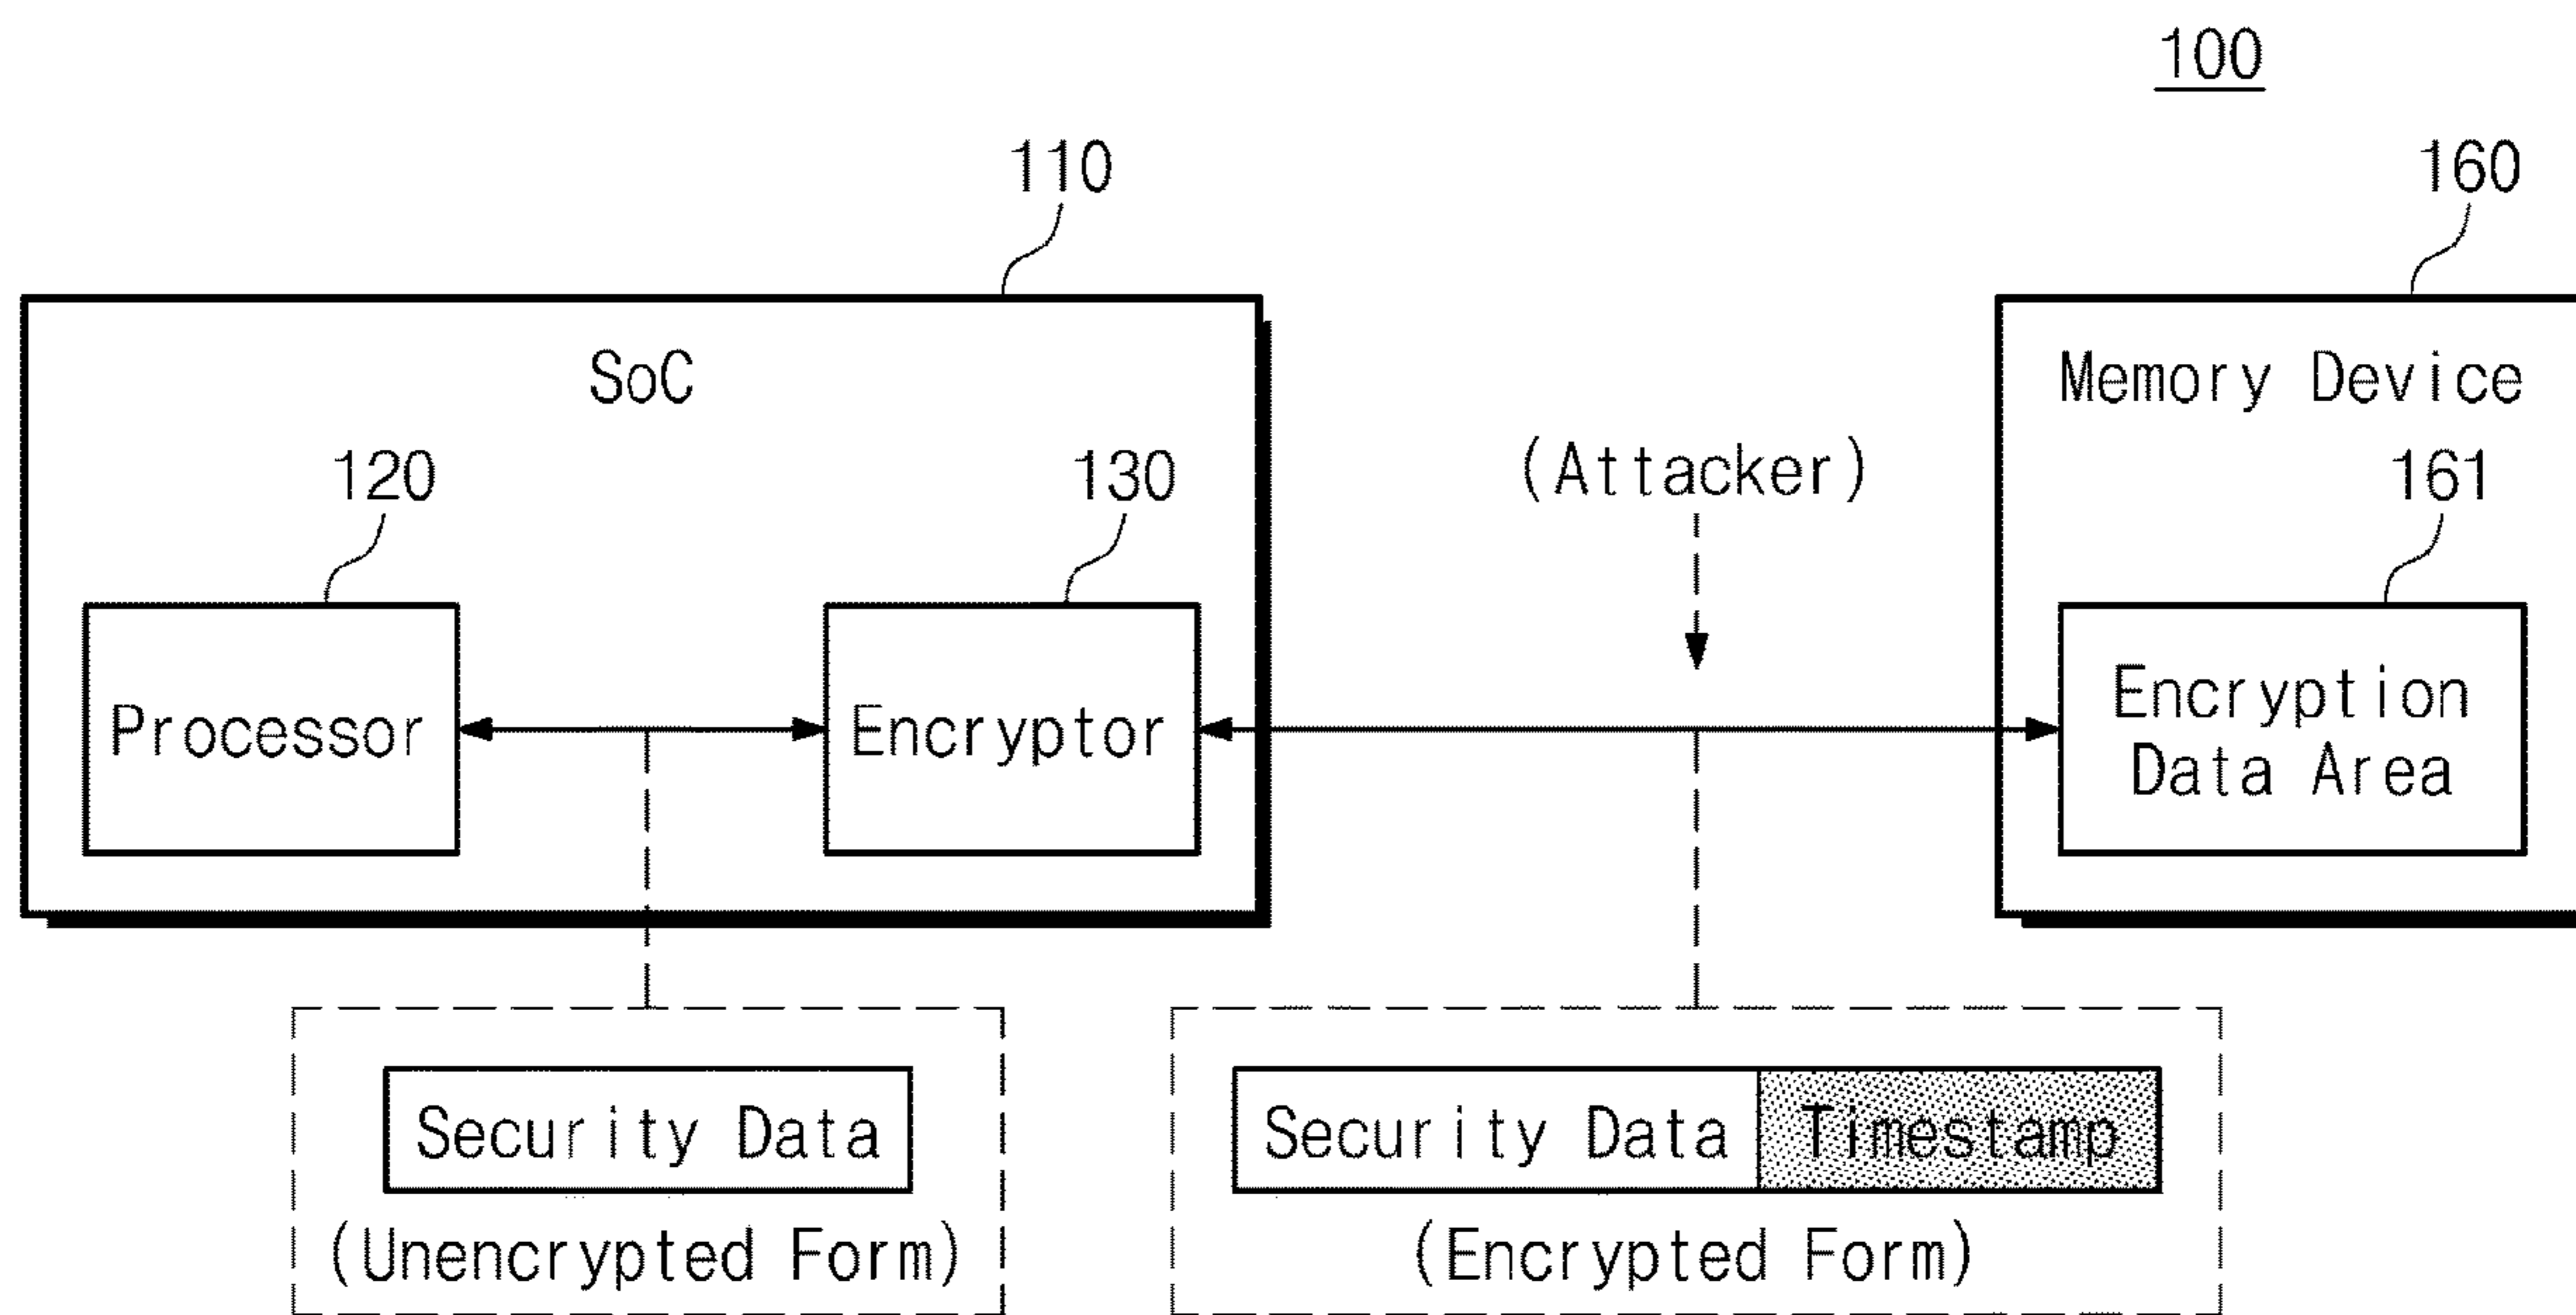 100
110
160
SoC
Memory Device
120
130
(Attacker)
161
Processor
Encryptor
Encryption
Data Area
Security Data
Security Data Timestamp
(Unencrypted Form)
(Encrypted Form)